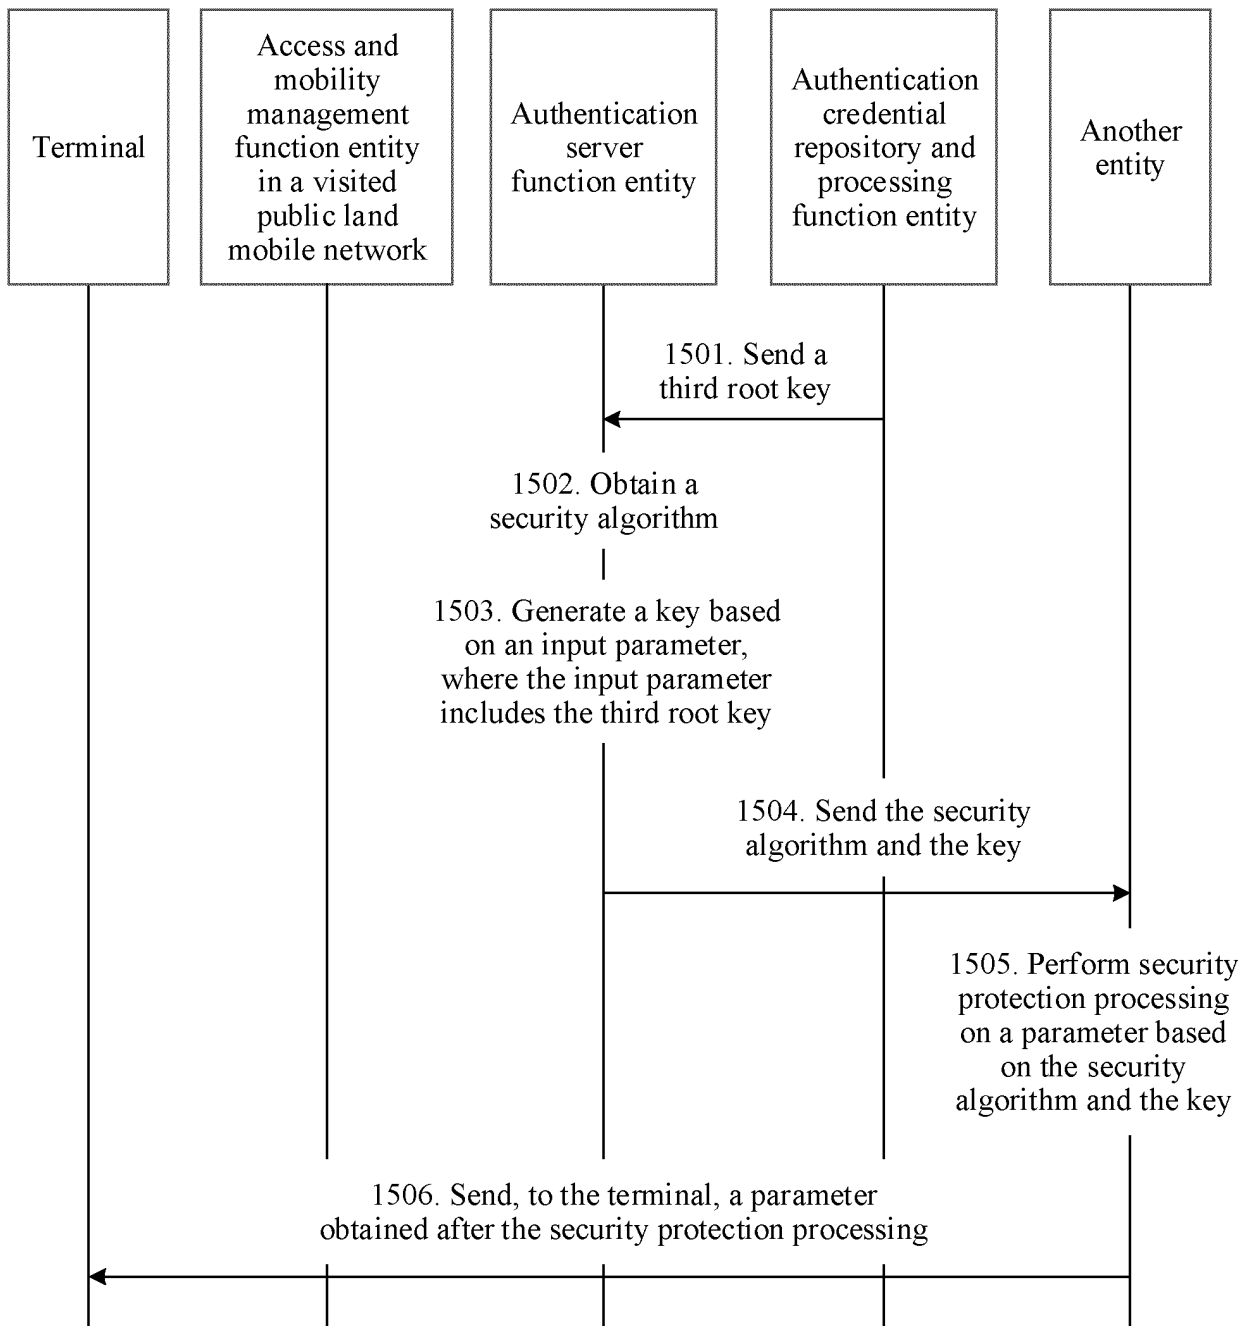 Terminal
Access and
mobility
management
function entity
in a visited
public land
mobile network
Authentication
server
function entity
Authentication
credential
repository and
processing
function entity
Another
entity
1501. Send a
third root key
1502. Obtain a
security algorithm
1503. Generate a key based
on an input parameter,
where the input parameter
includes the third root key
1504. Send the security
algorithm and the key
1505. Perform security
protection processing
on a parameter based
on the security
algorithm and the key
1506. Send, to the terminal, a parameter
obtained after the security protection processing